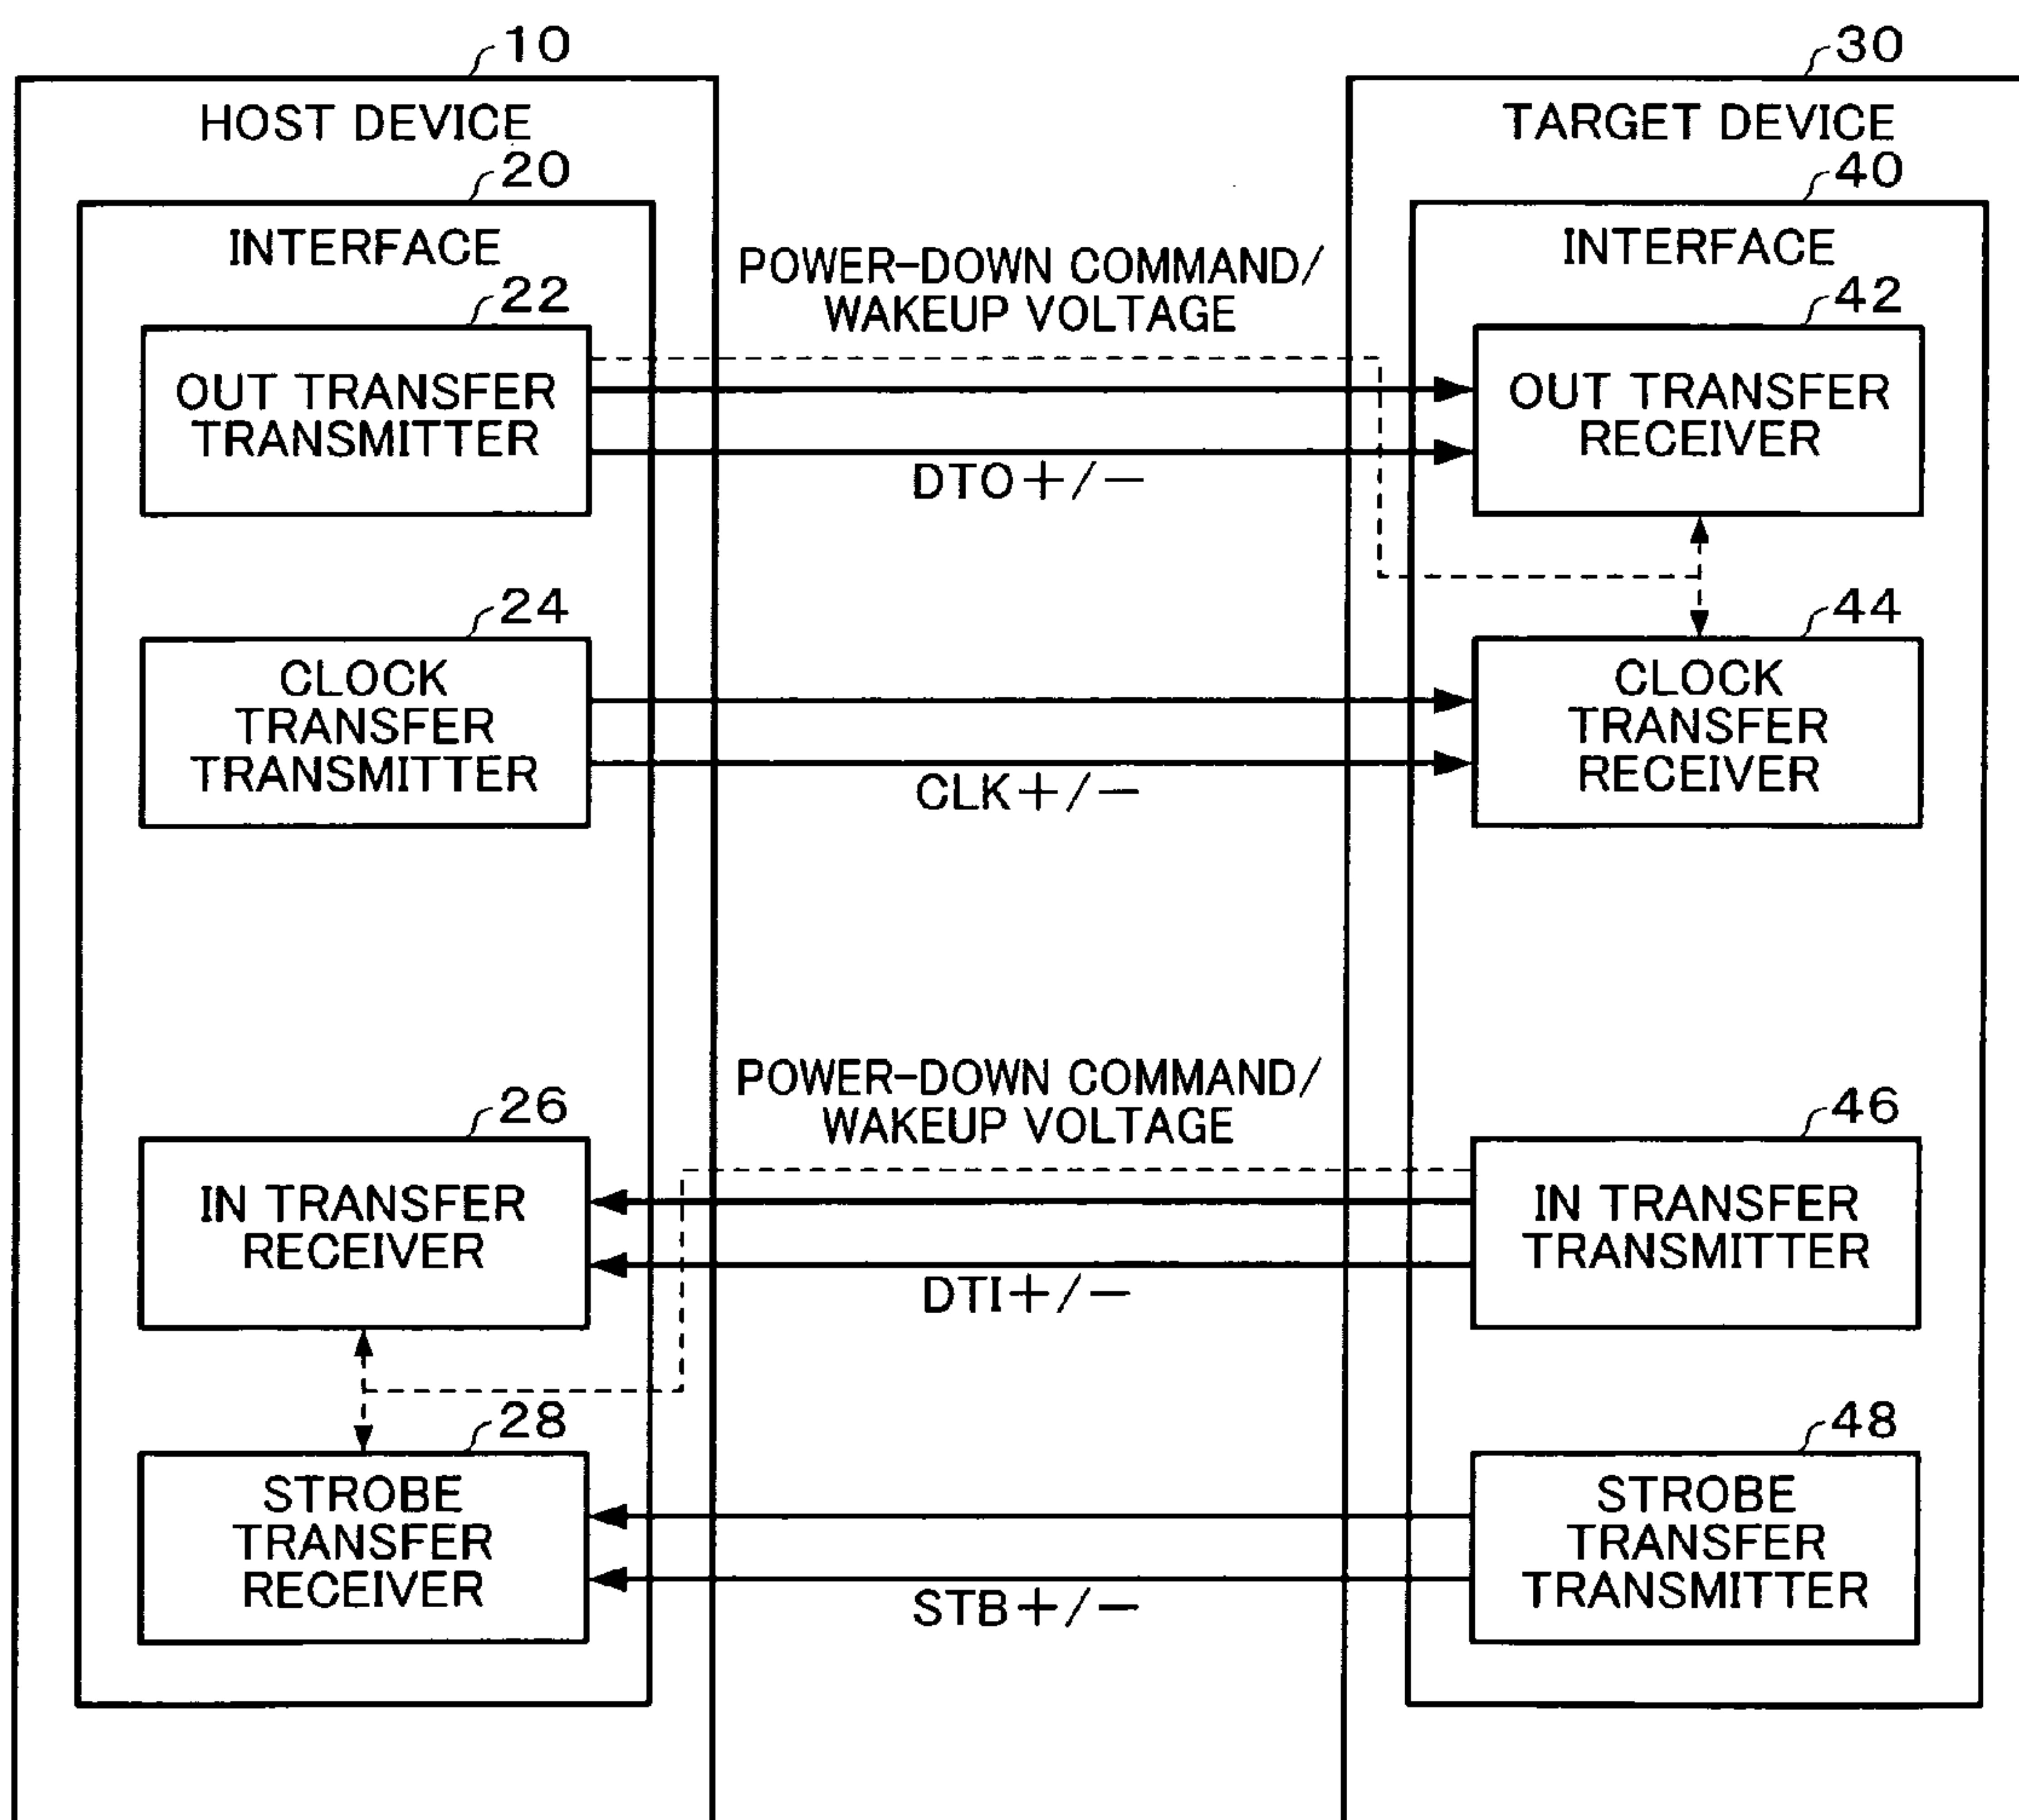 10
30
HOST DEVICE
TARGET DEVICE
20
40
INTERFACE
INTERFACE
POWER-DOWN COMMAND/
WAKEUP VOLTAGE
22
42
OUT TRANSFER
TRANSMITTER
OUT TRANSFER
RECEIVER
DTO+/−
24
44
CLOCK
TRANSFER
TRANSMITTER
CLOCK
TRANSFER
RECEIVER
CLK+/−
POWER-DOWN COMMAND/
WAKEUP VOLTAGE
26
46
IN TRANSFER
RECEIVER
IN TRANSFER
TRANSMITTER
DTI+/−
28
48
STROBE
TRANSFER
RECEIVER
STROBE
TRANSFER
TRANSMITTER
STB+/−